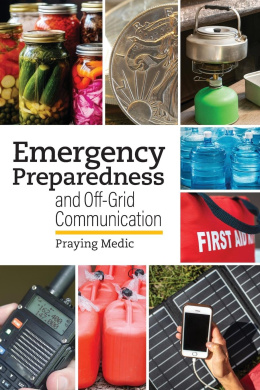 Emergency
Preparedness
and Off-Grid
Communication
Praying Medic
FIRST AID